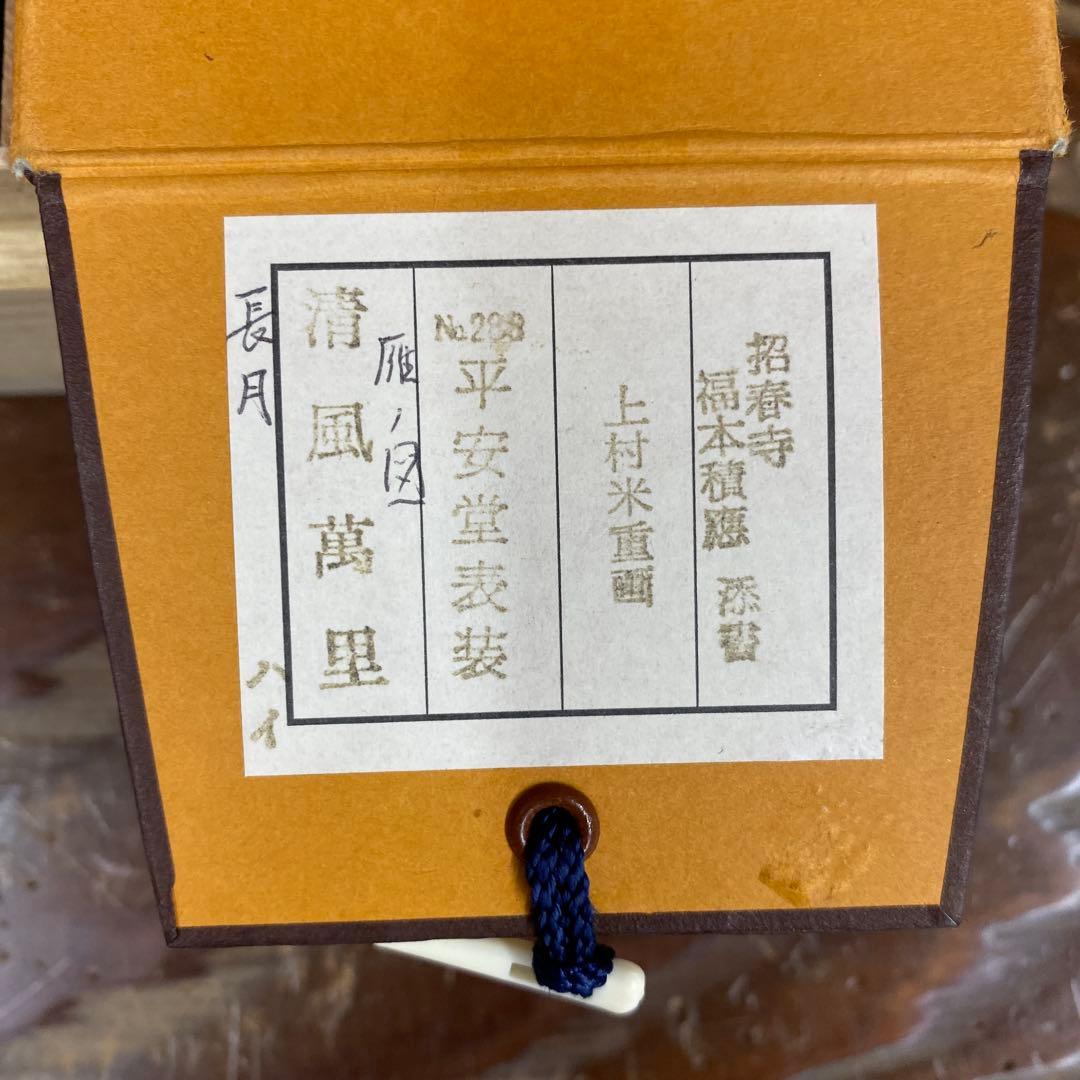 招春寺
福本積應 添書
上村米重画
№298
平安堂表装
雁ノ図
清風萬里
長月
ハイ